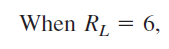 When R_L = 6,